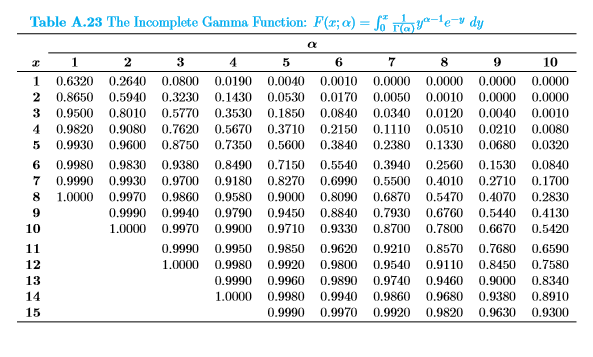 Table A.23 The Incomplete Gamma Function: F(x; α) = ∫₀ˣ 1/Γ(α) y^(α−1) e^(−y) dy
α
x 1 2 3 4 5 6 7 8 9 10
1 0.6320 0.2640 0.0800 0.0190 0.0040 0.0010 0.0000 0.0000 0.0000 0.0000
2 0.8650 0.5940 0.3230 0.1430 0.0530 0.0170 0.0050 0.0010 0.0000 0.0000
3 0.9500 0.8010 0.5770 0.3530 0.1850 0.0840 0.0340 0.0120 0.0040 0.0010
4 0.9820 0.9080 0.7620 0.5670 0.3710 0.2150 0.1110 0.0510 0.0210 0.0080
5 0.9930 0.9600 0.8750 0.7350 0.5600 0.3840 0.2380 0.1330 0.0680 0.0320
6 0.9980 0.9830 0.9380 0.8490 0.7150 0.5540 0.3940 0.2560 0.1530 0.0840
7 0.9990 0.9930 0.9700 0.9180 0.8270 0.6990 0.5500 0.4010 0.2710 0.1700
8 1.0000 0.9970 0.9860 0.9580 0.9000 0.8090 0.6870 0.5470 0.4070 0.2830
9 0.9990 0.9940 0.9790 0.9450 0.8840 0.7930 0.6760 0.5440 0.4130
10 1.0000 0.9970 0.9900 0.9710 0.9330 0.8700 0.7800 0.6670 0.5420
11 0.9990 0.9950 0.9850 0.9620 0.9210 0.8570 0.7680 0.6590
12 1.0000 0.9980 0.9920 0.9800 0.9540 0.9110 0.8450 0.7580
13 0.9990 0.9960 0.9890 0.9740 0.9460 0.9000 0.8340
14 1.0000 0.9980 0.9940 0.9860 0.9680 0.9380 0.8910
15 0.9990 0.9970 0.9920 0.9820 0.9630 0.9300